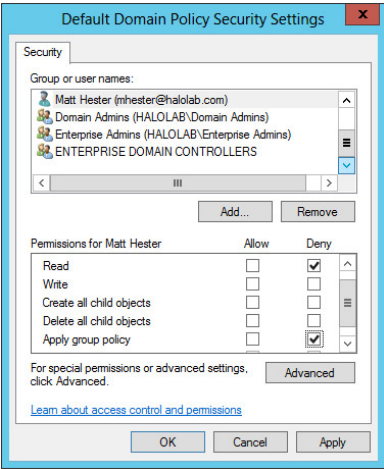 Default Domain Policy Security Settings
x
Security
Group or user names:
Matt Hester (mhester@halolab.com)
Domain Admins (HALOLAB\Domain Admins)
Enterprise Admins (HALOLAB\Enterprise Admins)
ENTERPRISE DOMAIN CONTROLLERS
Add... Remove
Permissions for Matt Hester Allow Deny
Read
Write
Create all child objects
Delete all child objects
Apply group policy
For special permissions or advanced settings,
click Advanced.
Advanced
Learn about access control and permissions
OK Cancel Apply